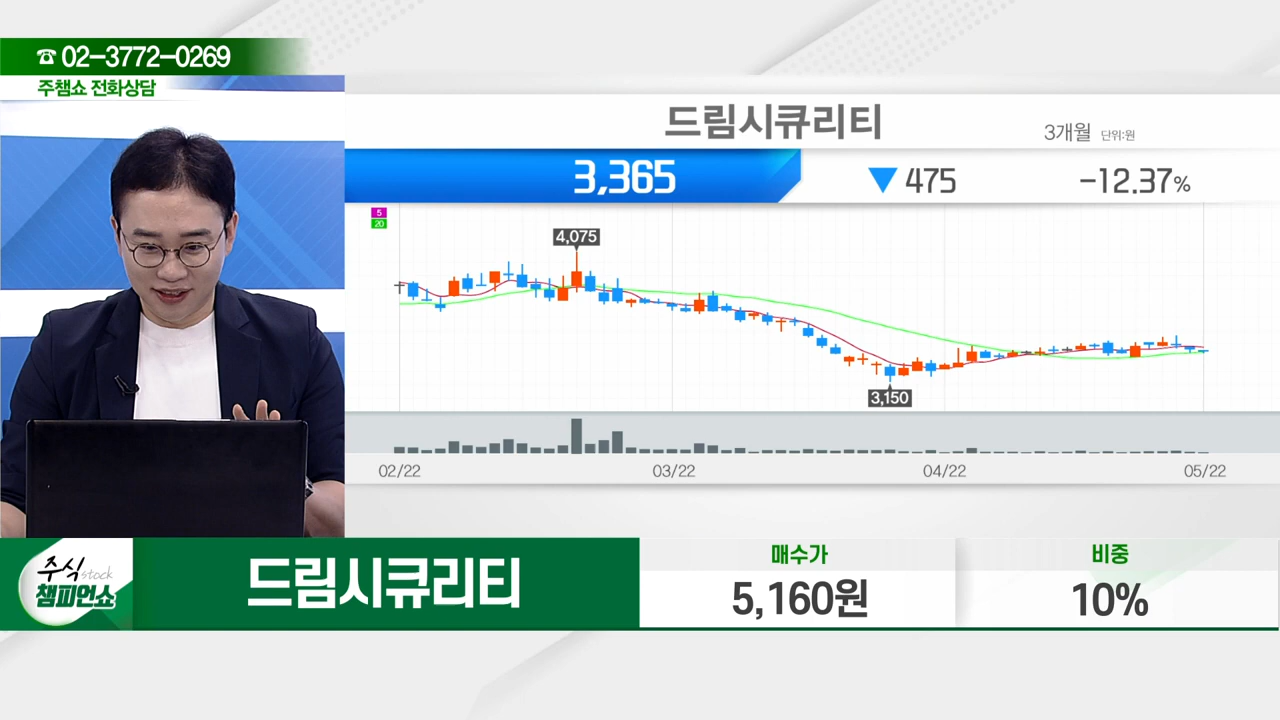 ☎ 02-3772-0269
주챔쇼 전화상담
드림시큐리티
3개월 단위:원
3,365 ▼ 475 -12.37%
5
20
4,075
3,150
02/22 03/22 04/22 05/22
주식 stock
챔피언쇼
드림시큐리티
매수가
5,160원
비중
10%